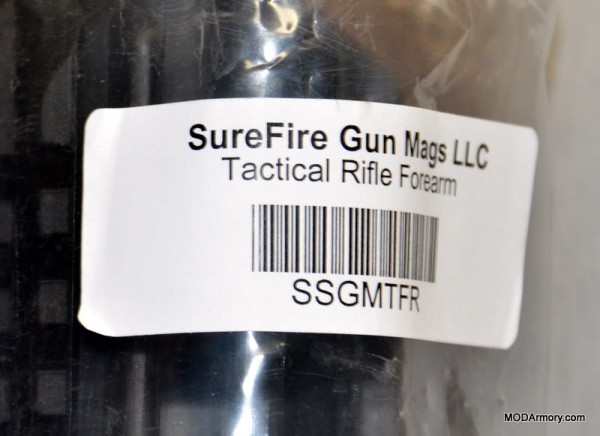 SureFire Gun Mags LLC
Tactical Rifle Forearm
SSGMTFR
MODArmory.com